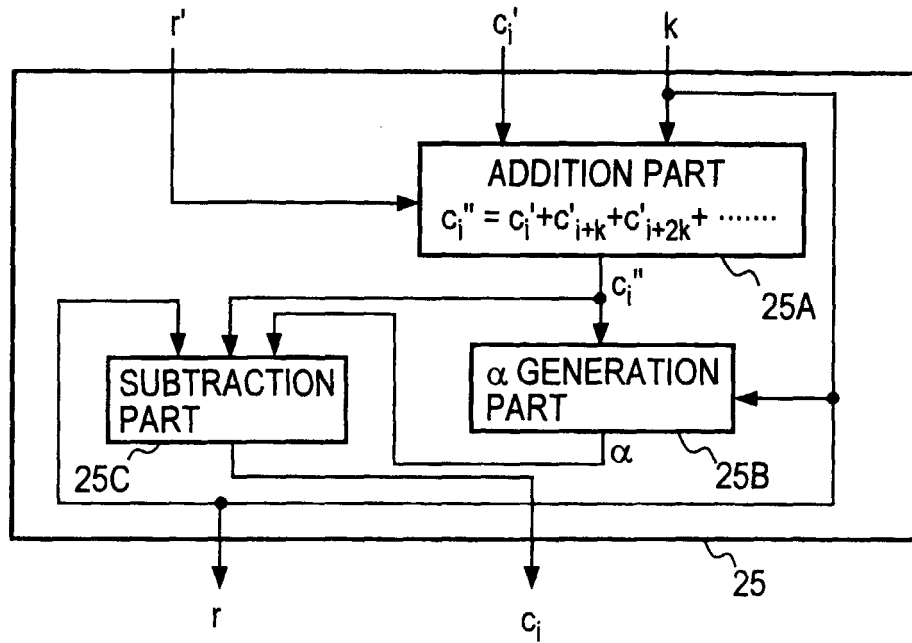 r'
c_i'
k
ADDITION PART
c_i'' = c_i' + c'_{i+k} + c'_{i+2k} + ·······
c_i''
25A
SUBTRACTION
PART
α GENERATION
PART
25C
α
25B
25
r
c_i